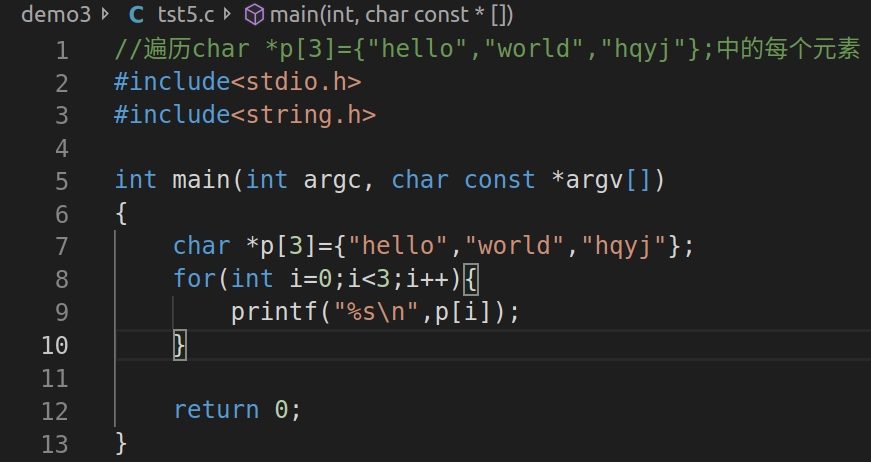 demo3 > C tst5.c > main(int, char const * [])
1 //遍历char *p[3]={"hello","world","hqyj"};中的每个元素
2 #include<stdio.h>
3 #include<string.h>
4
5 int main(int argc, char const *argv[])
6 {
7     char *p[3]={"hello","world","hqyj"};
8     for(int i=0;i<3;i++){
9         printf("%s\n",p[i]);
10     }
11
12     return 0;
13 }